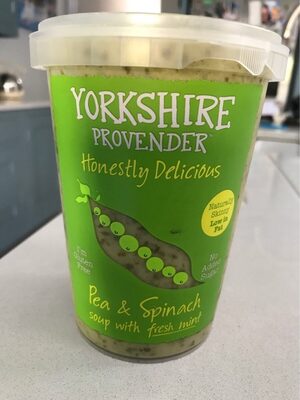 YORKSHIRE
PROVENDER
Honestly Delicious
Naturally
Skinny
Low in
Fat
Gluten
Free
No
Added
Sugar
Pea & Spinach
soup with fresh mint